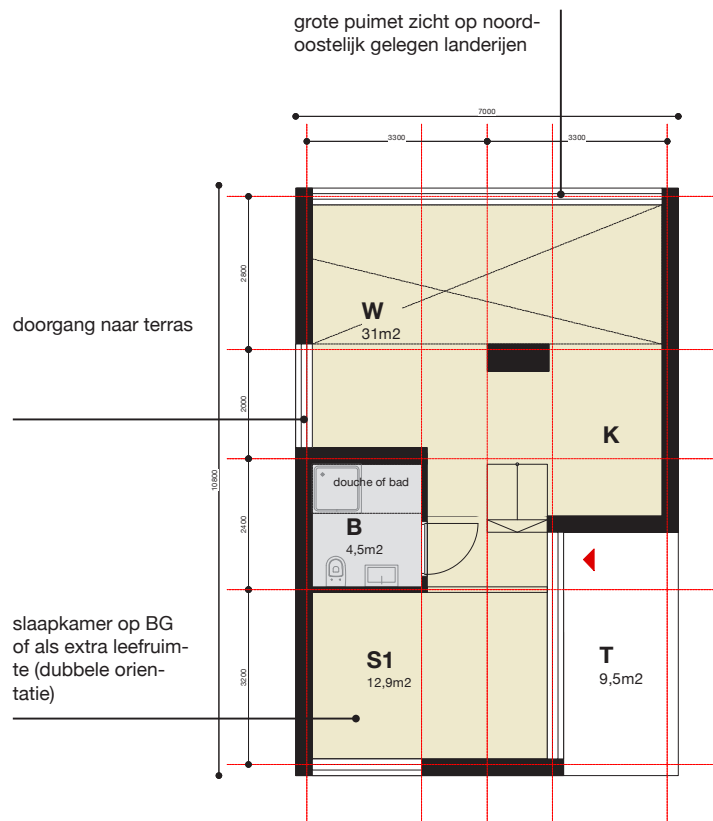 grote puimet zicht op noord-
oostelijk gelegen landerijen
7000
3300
3300
2800
W
31m2
doorgang naar terras
2000
K
10800
douche of bad
2400
B
4,5m2
slaapkamer op BG
of als extra leefruim-
te (dubbele orien-
tatie)
3200
S1
12,9m2
T
9,5m2